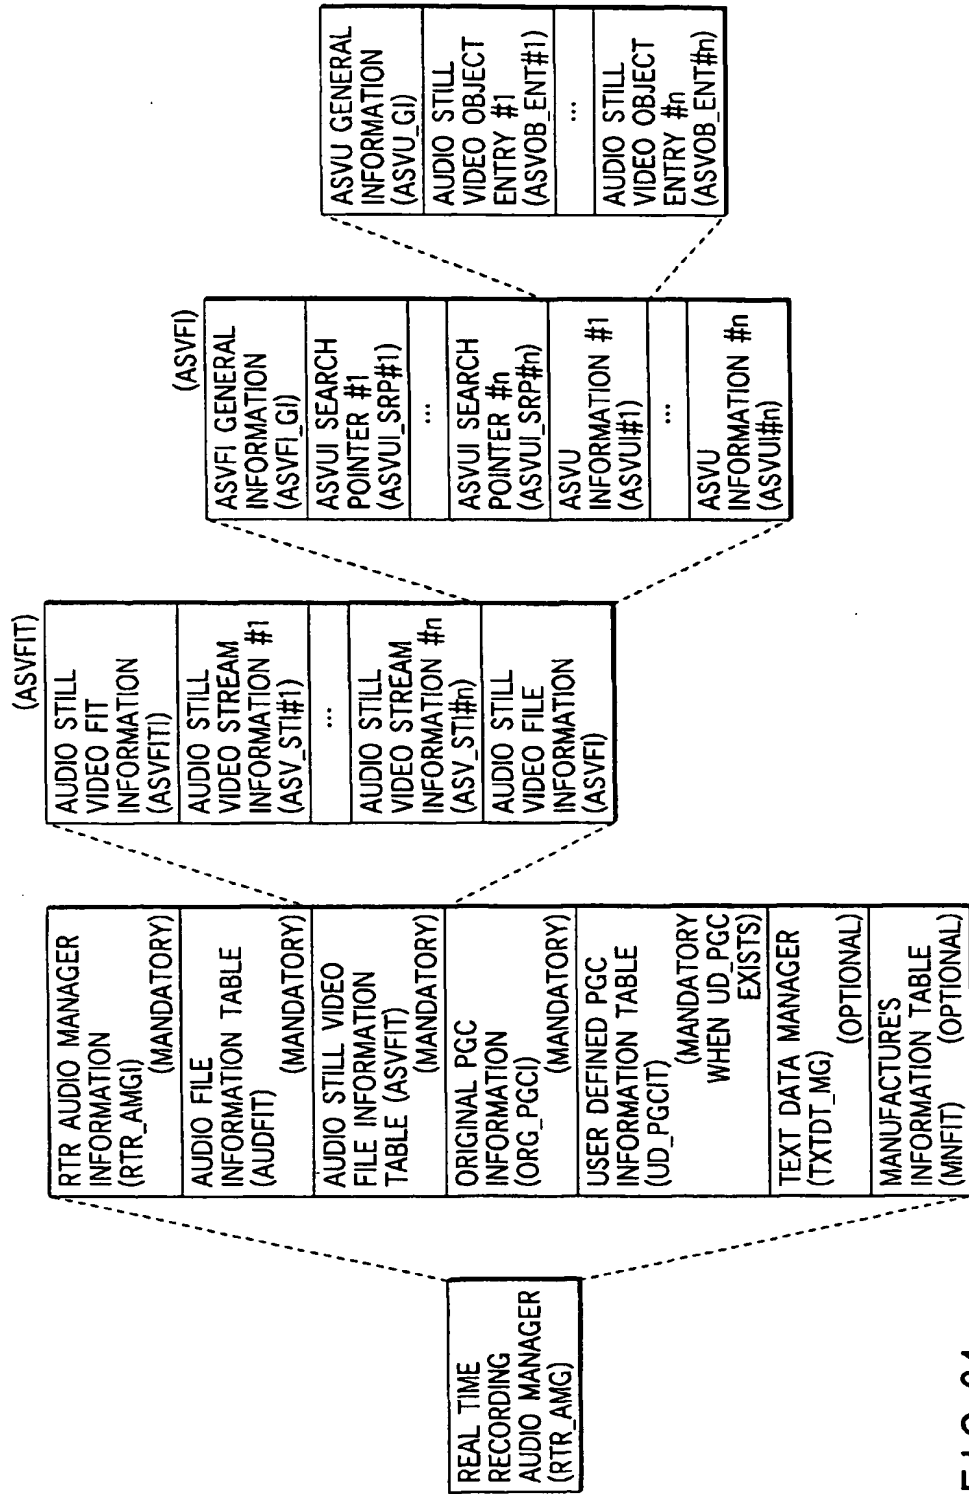 REAL TIME
RECORDING
AUDIO MANAGER
(RTR_AMG)
RTR AUDIO MANAGER
INFORMATION
(RTR_AMGI)
(MANDATORY)
AUDIO FILE
INFORMATION TABLE
(AUDFIT)
(MANDATORY)
AUDIO STILL VIDEO
FILE INFORMATION
TABLE (ASVFIT)
(MANDATORY)
ORIGINAL PGC
INFORMATION
(ORG_PGCI)
(MANDATORY)
USER DEFINED PGC
INFORMATION TABLE
(UD_PGCIT)
(MANDATORY
WHEN UD_PGC
EXISTS)
TEXT DATA MANAGER
(TXTDT_MG)
(OPTIONAL)
MANUFACTURE'S
INFORMATION TABLE
(MNFIT) (OPTIONAL)
(ASVFIT)
AUDIO STILL
VIDEO FIT
INFORMATION
(ASVFITI)
AUDIO STILL
VIDEO STREAM
INFORMATION #1
(ASV_STI#1)
...
AUDIO STILL
VIDEO STREAM
INFORMATION #n
(ASV_STI#n)
AUDIO STILL
VIDEO FILE
INFORMATION
(ASVFI)
(ASVFI)
ASVFI GENERAL
INFORMATION
(ASVFI_GI)
ASVUI SEARCH
POINTER #1
(ASVUI_SRP#1)
...
ASVUI SEARCH
POINTER #n
(ASVUI_SRP#n)
ASVU
INFORMATION #1
(ASVUI#1)
...
ASVU
INFORMATION #n
(ASVUI#n)
ASVU GENERAL
INFORMATION
(ASVU_GI)
AUDIO STILL
VIDEO OBJECT
ENTRY #1
(ASVOB_ENT#1)
...
AUDIO STILL
VIDEO OBJECT
ENTRY #n
(ASVOB_ENT#n)